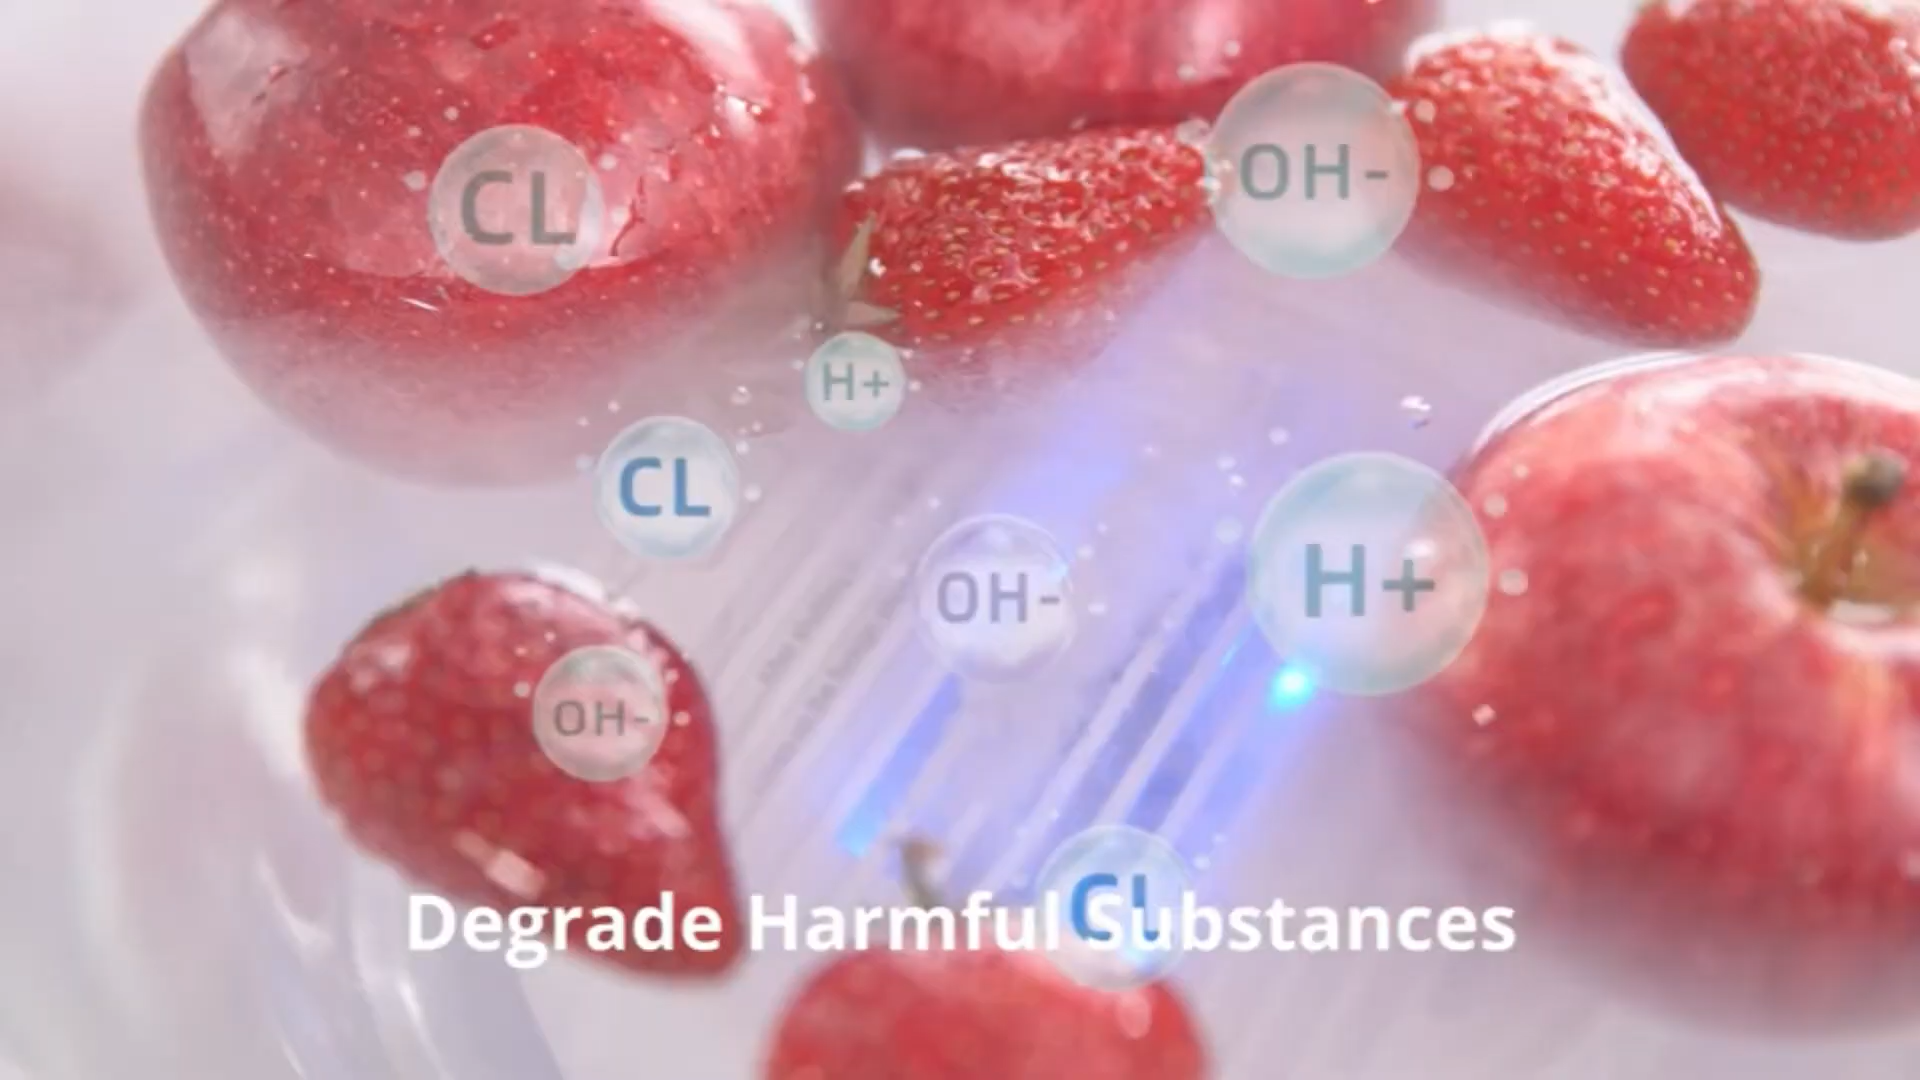 OH-
CL
H+
CL
H+
OH-
OH-
CL
Degrade Harmful Substances